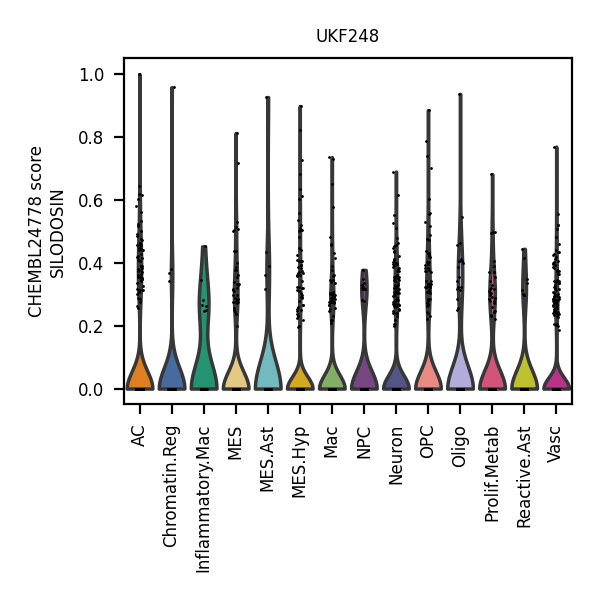 UKF248
CHEMBL24778 score
SILODOSIN
1.0
0.8
0.6
0.4
0.2
0.0
AC
Chromatin.Reg
Inflammatory.Mac
MES
MES.Ast
MES.Hyp
Mac
NPC
Neuron
OPC
Oligo
Prolif.Metab
Reactive.Ast
Vasc